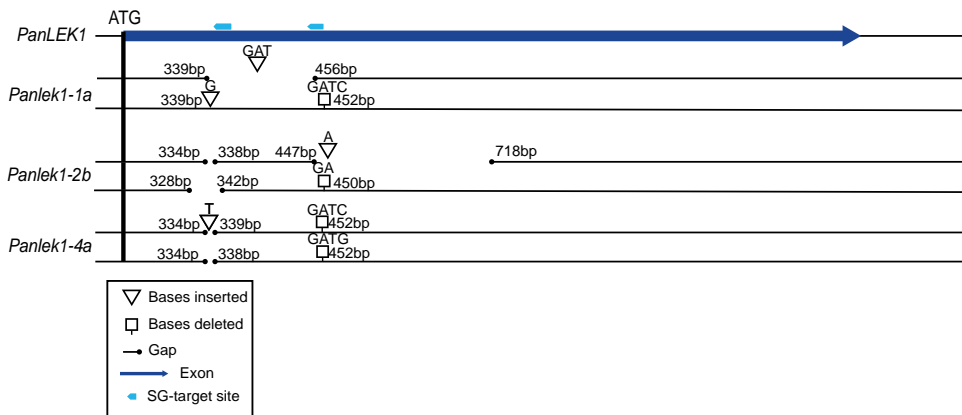 ATG
PanLEK1
GAT
339bp 456bp
Panlek1-1a
G GATC
339bp 452bp
A
334bp 338bp 447bp 718bp
Panlek1-2b
GA
328bp 342bp 450bp
T GATC
334bp 339bp 452bp
Panlek1-4a
GATG
334bp 338bp 452bp
Bases inserted
Bases deleted
Gap
Exon
SG-target site